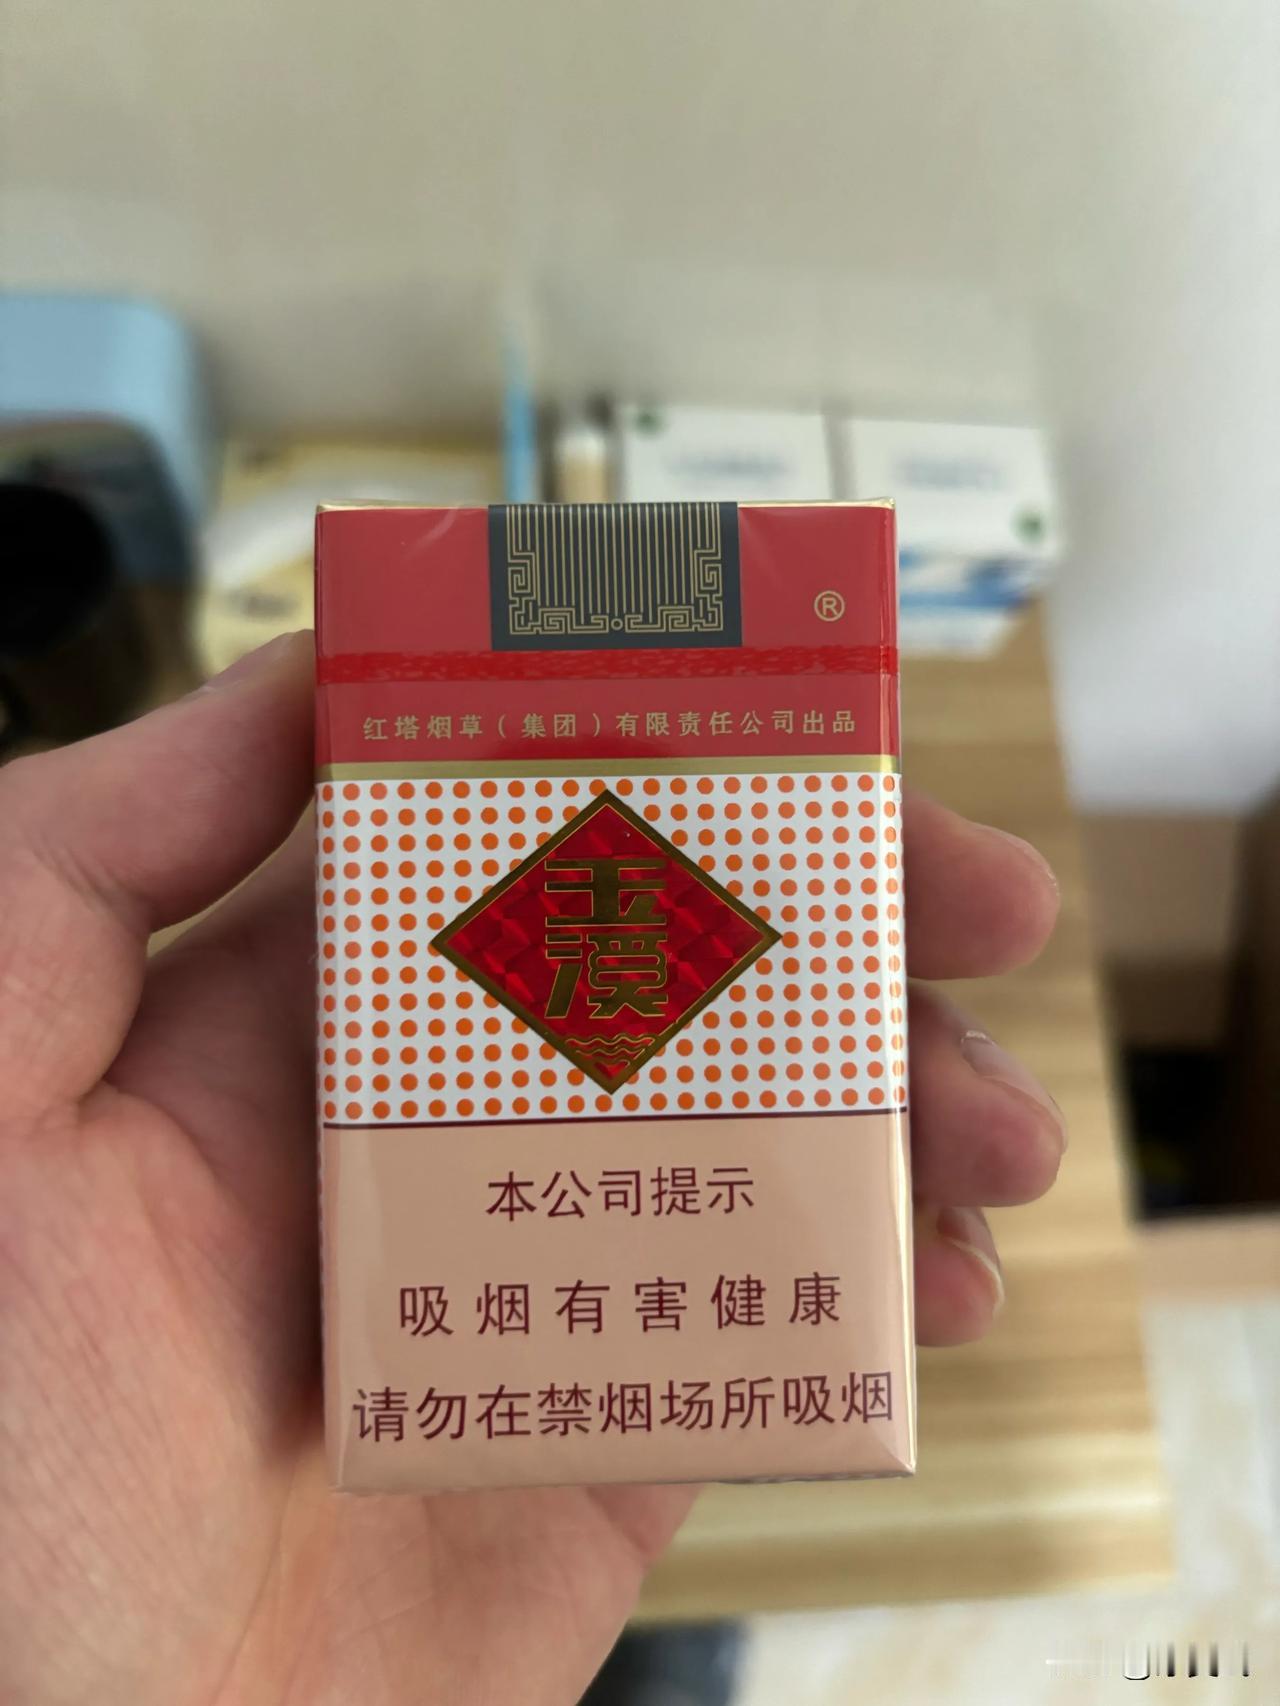 ®
红塔烟草（集团）有限责任公司出品
玉
溪
本公司提示
吸烟有害健康
请勿在禁烟场所吸烟